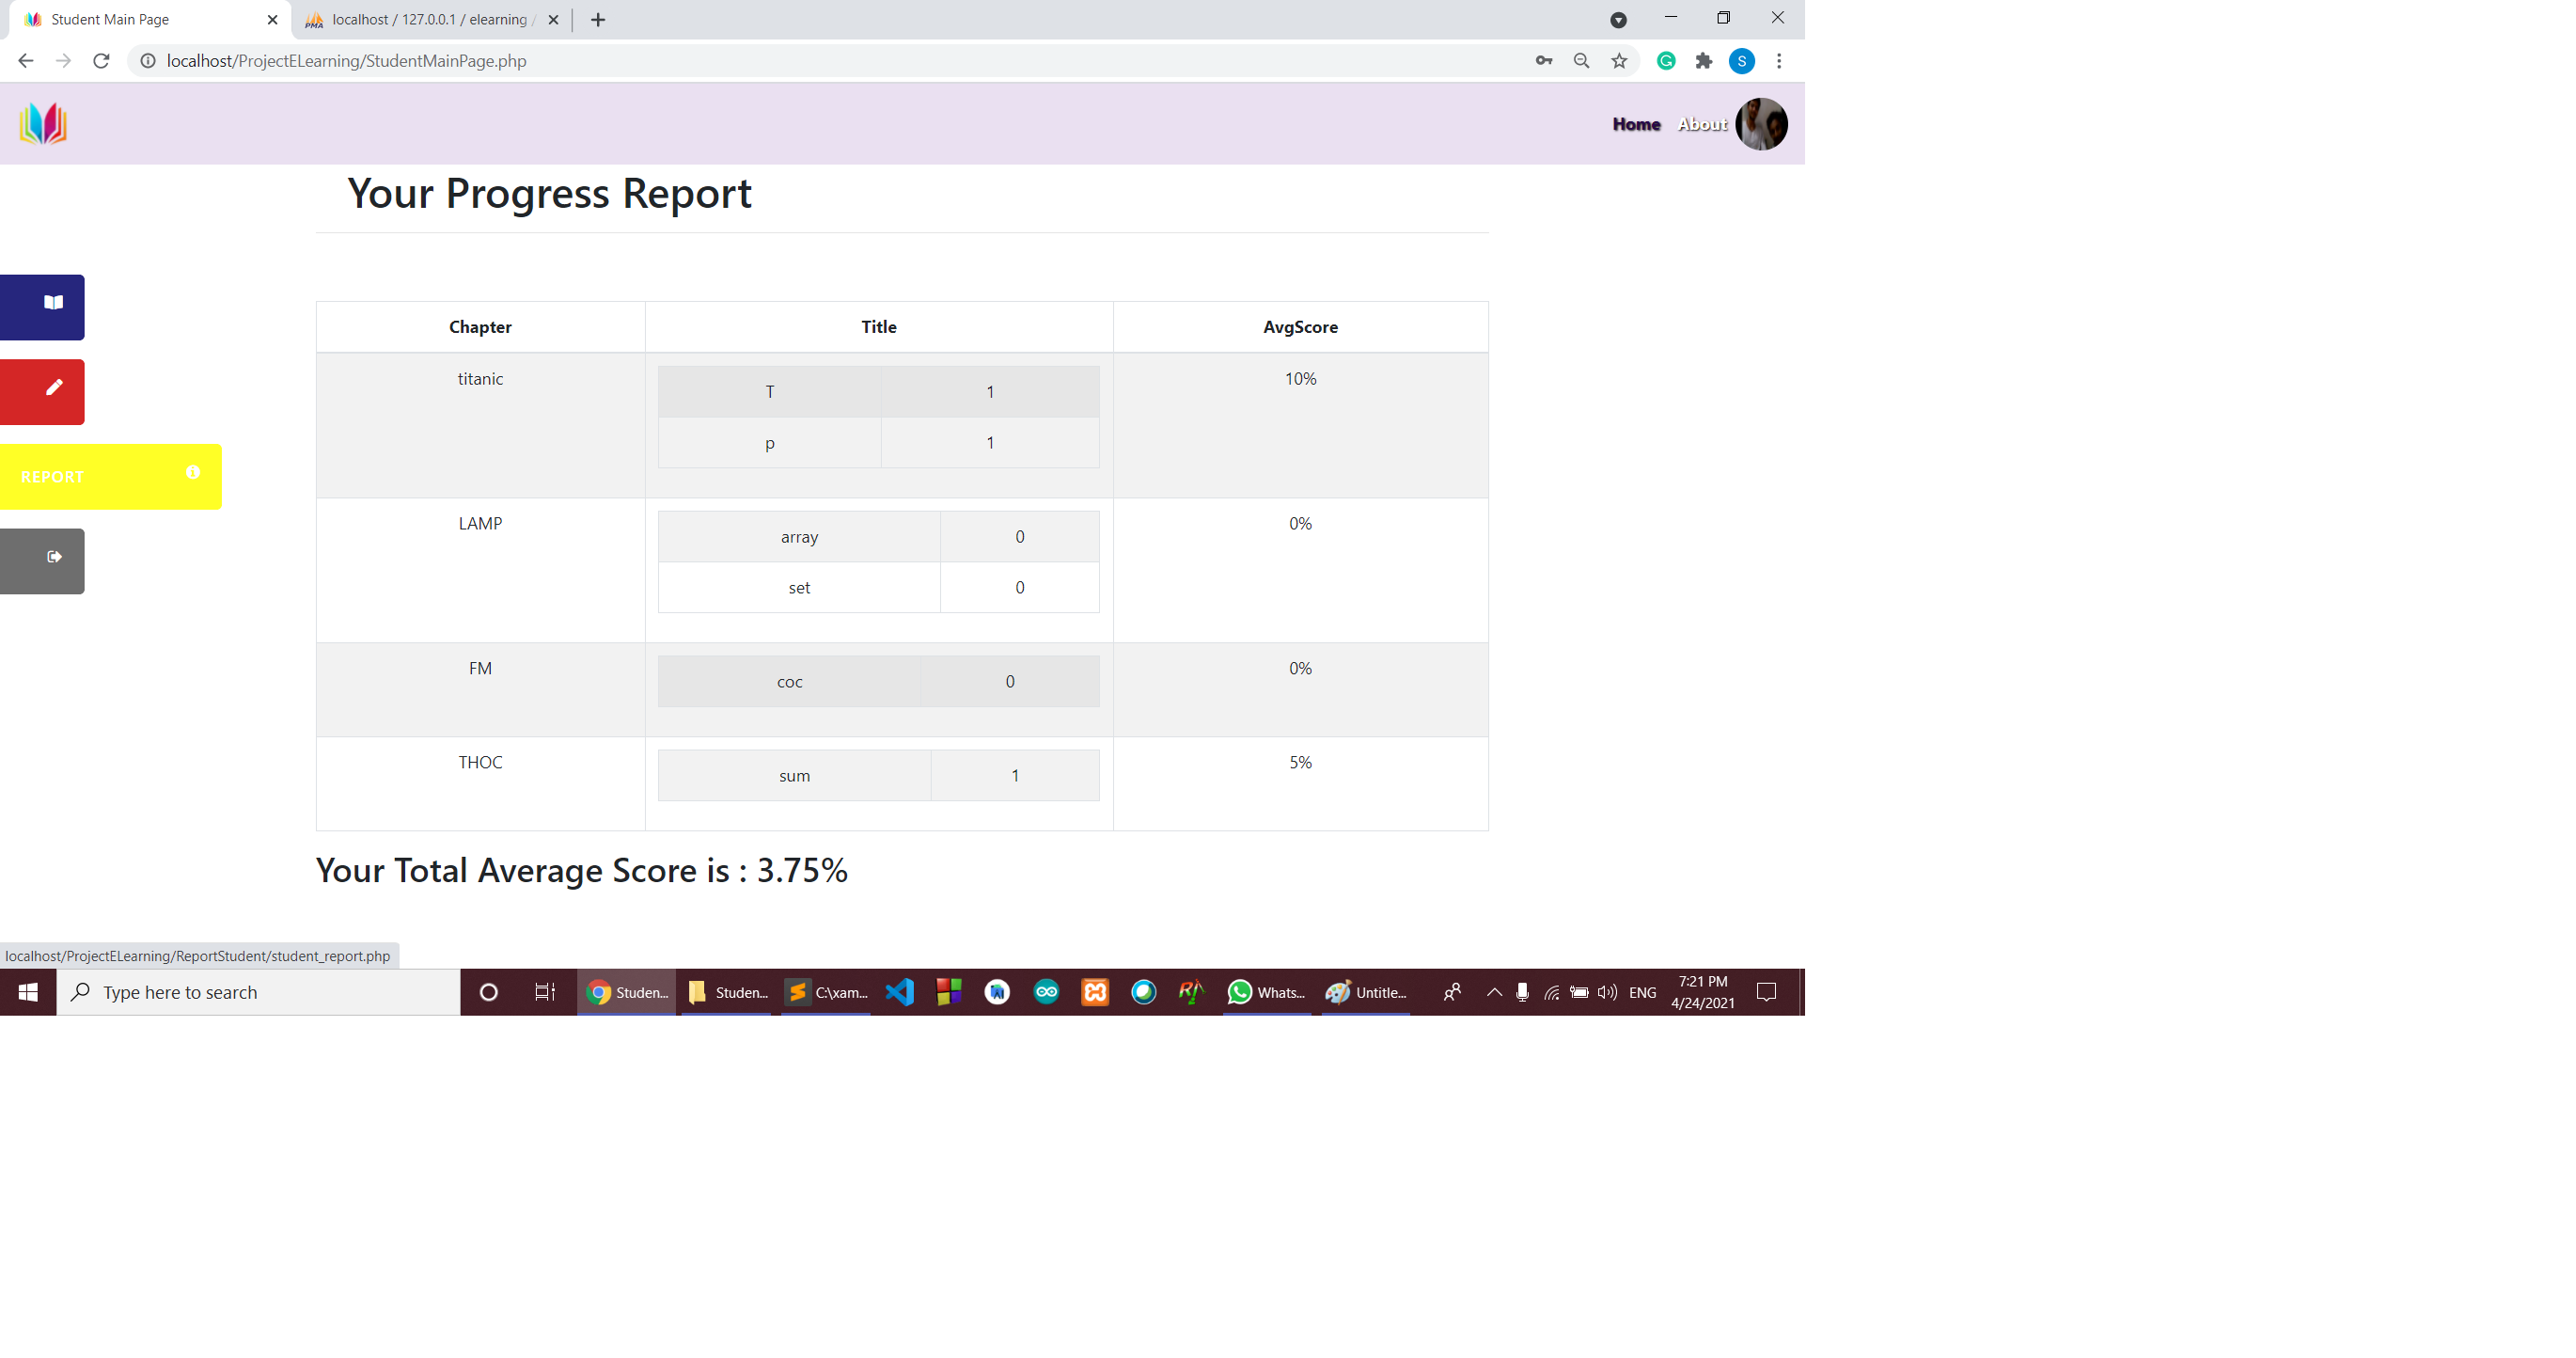 Student Main Page
localhost / 127.0.0.1 / elearning /
localhost/ProjectELearning/StudentMainPage.php
S
Home About
Your Progress Report
Chapter Title AvgScore
titanic T 1 10%
p 1
LAMP array 0 0%
set 0
FM coc 0 0%
THOC sum 1 5%
REPORT
Your Total Average Score is : 3.75%
localhost/ProjectELearning/ReportStudent/student_report.php
Type here to search
Studen...
Studen...
C:\xam...
Whats...
Untitle...
ENG
7:21 PM
4/24/2021